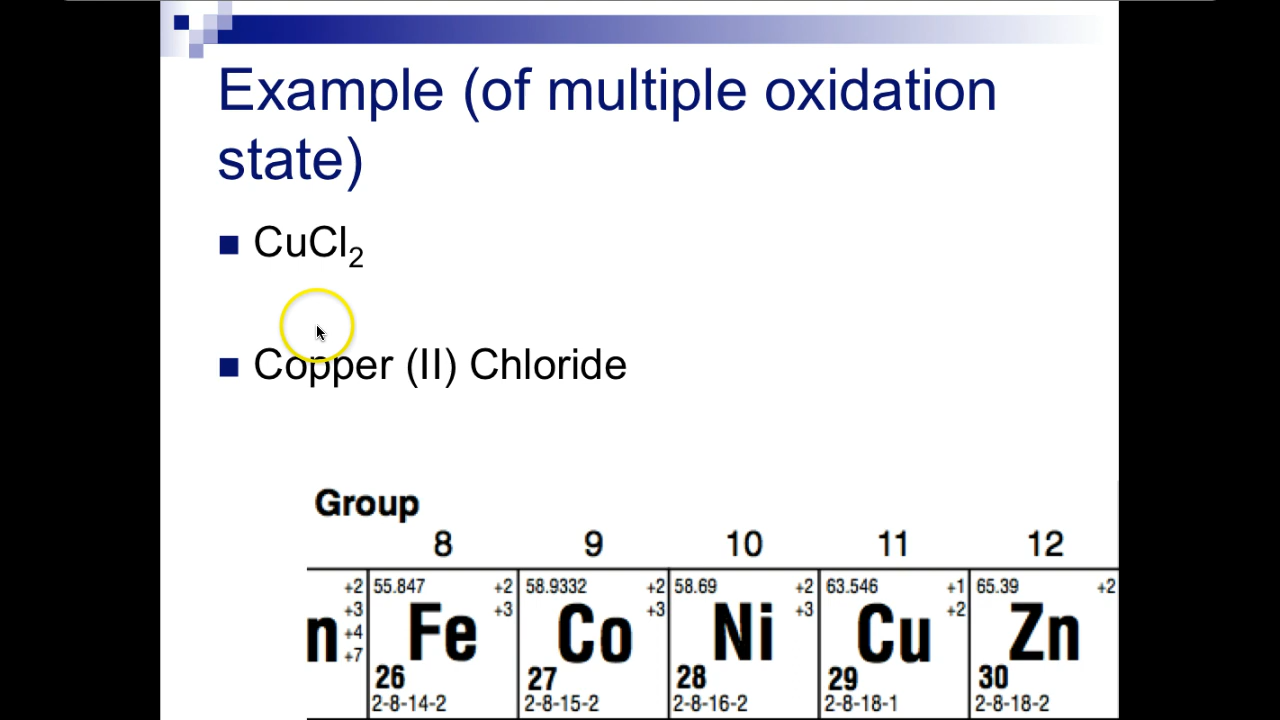 Example (of multiple oxidation
state)
CuCl₂
Copper (II) Chloride
Group
8 9 10 11 12
+2 55.847 +2 58.9332 +2 58.69 +2 63.546 +1 65.39 +2
+3 +3 +3 +3 +2
n Fe Co Ni Cu Zn
+4
+7
26 27 28 29 30
2-8-14-2 2-8-15-2 2-8-16-2 2-8-18-1 2-8-18-2